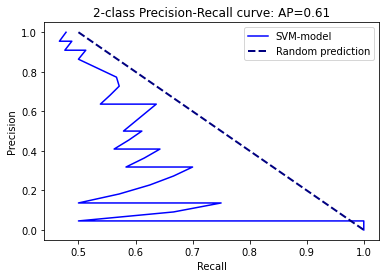 2-class Precision-Recall curve: AP=0.61
SVM-model
Random prediction
Precision
1.0
0.8
0.6
0.4
0.2
0.0
0.5 0.6 0.7 0.8 0.9 1.0
Recall